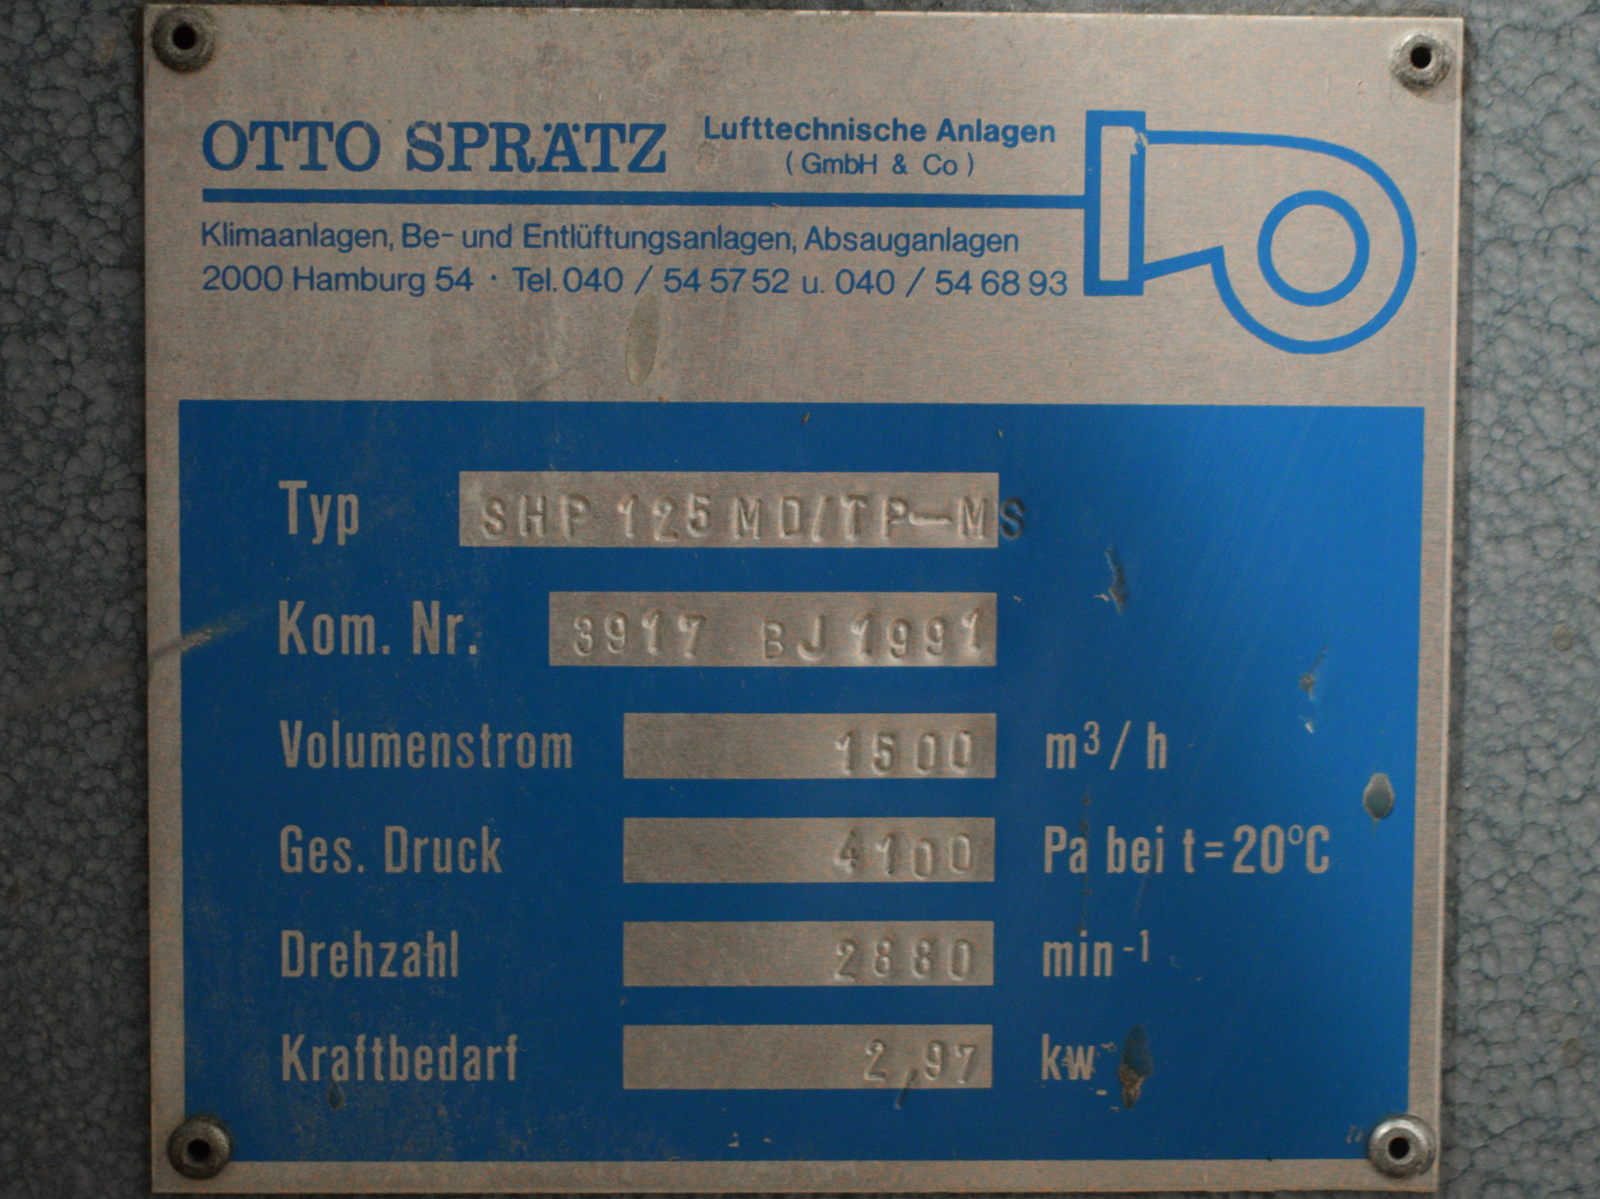 OTTO SPRÄTZ Lufttechnische Anlagen
(GmbH & Co)
Klimaanlagen, Be- und Entlüftungsanlagen, Absauganlagen
2000 Hamburg 54 · Tel. 040 / 54 57 52 u. 040 / 54 68 93
Typ SHP 125 MD/TP-MS
Kom. Nr. 3917 BJ 1991
Volumenstrom 1500 m³/h
Ges. Druck 4100 Pa bei t=20°C
Drehzahl 2880 min⁻¹
Kraftbedarf 2,97 kw